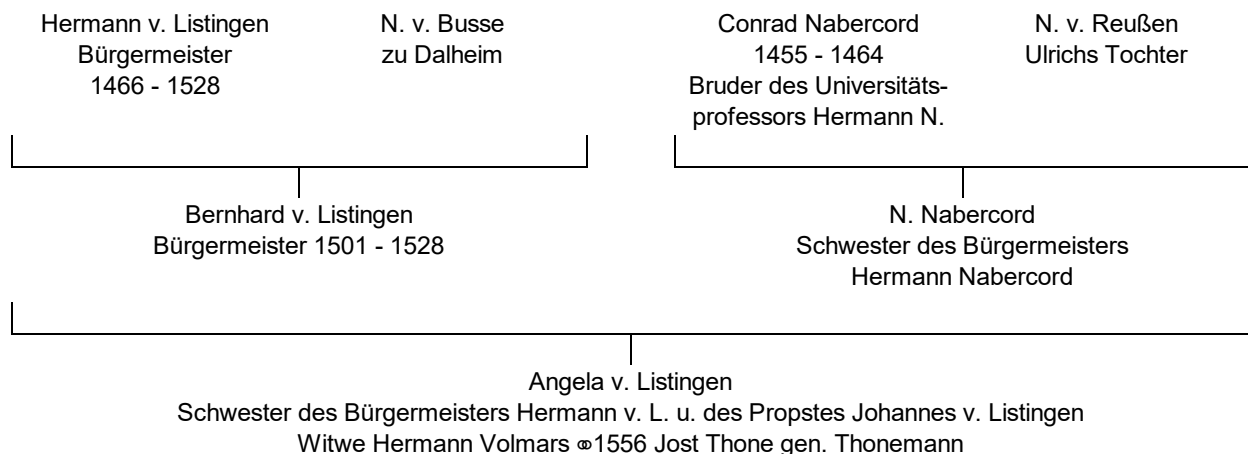 Hermann v. Listingen
Bürgermeister
1466 - 1528
N. v. Busse
zu Dalheim
Conrad Nabercord
1455 - 1464
Bruder des Universitäts-
professors Hermann N.
N. v. Reußen
Ulrichs Tochter
Bernhard v. Listingen
Bürgermeister 1501 - 1528
N. Nabercord
Schwester des Bürgermeisters
Hermann Nabercord
Angela v. Listingen
Schwester des Bürgermeisters Hermann v. L. u. des Propstes Johannes v. Listingen
Witwe Hermann Volmars ⚭1556 Jost Thone gen. Thonemann